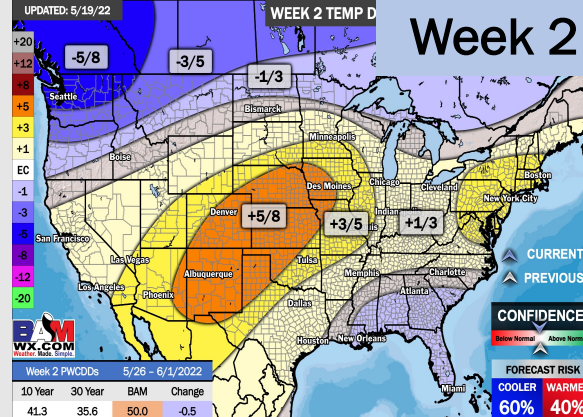 UPDATED: 5/19/22
WEEK 2 TEMP D
Week 2
+20
+12
+8
+5
+3
+1
EC
-1
-3
-5
-8
-12
-20
-5/8
-3/5
-1/3
+5/8
+3/5
+1/3
Seattle
Bismarck
Minneapolis
Boise
Boston
Chicago
Cleveland
Des Moines
New York City
Denver
Indian
San Francisco
Las Vegas
Tulsa
Albuquerque
Memphis
Charlotte
Los Angeles
Phoenix
Atlanta
Dallas
Houston
New Orleans
Miami
CURRENT
PREVIOUS
CONFIDENCE
Below Normal
Above Norm
FORECAST RISK
COOLER
WARME
60%
40%
BAM
WX.COM
Weather. Made. Simple.
Week 2 PWCDDs 5/26 – 6/1/2022
10 Year 30 Year BAM Change
41.3 35.6 50.0 -0.5